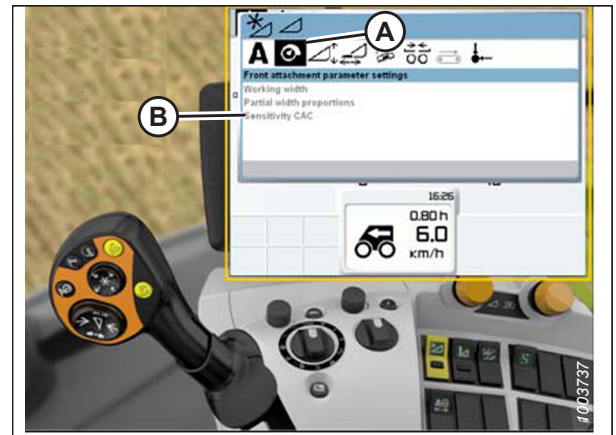 A
A
Front attachment parameter settings
Working width
Partial width proportions
B
Sensitivity CAC
16:25
0.80 h
6.0
km/h
1003737